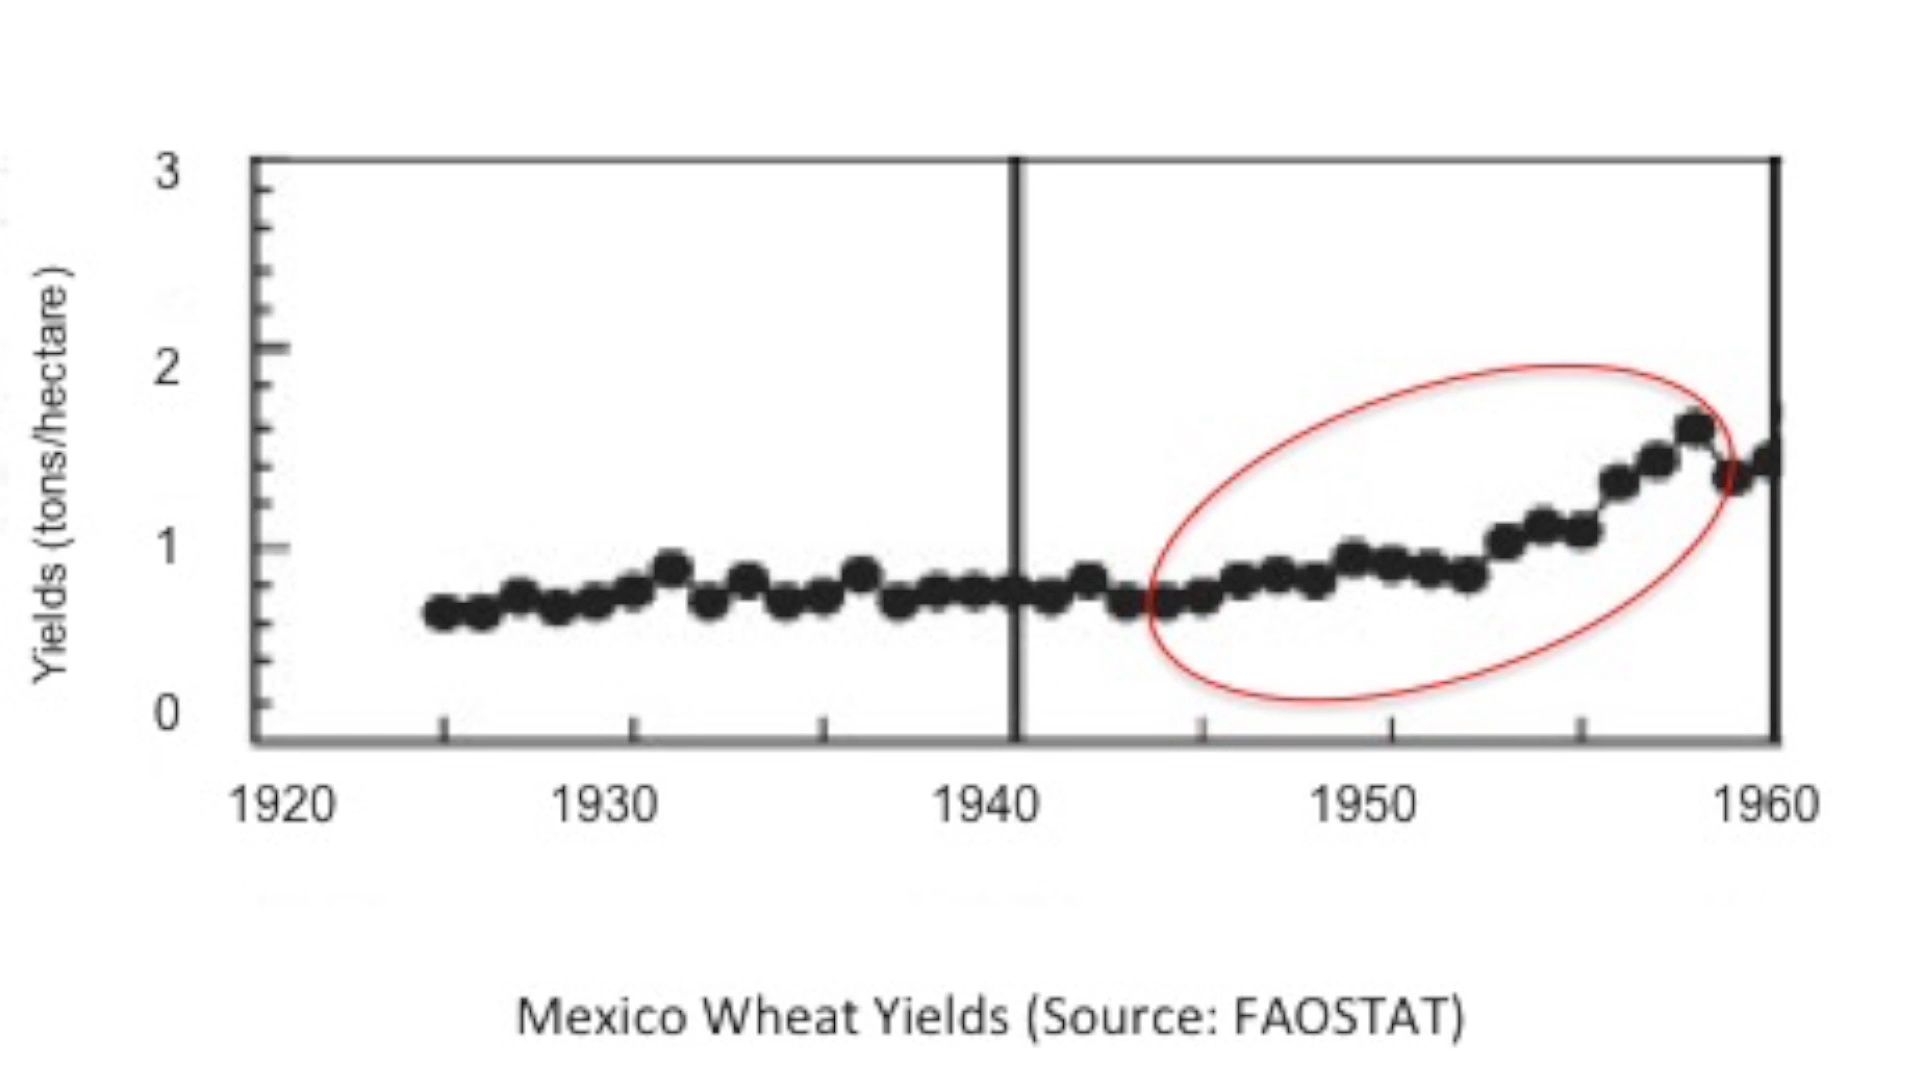 3
2
1
0
Yields (tons/hectare)
1920 1930 1940 1950 1960
Mexico Wheat Yields (Source: FAOSTAT)